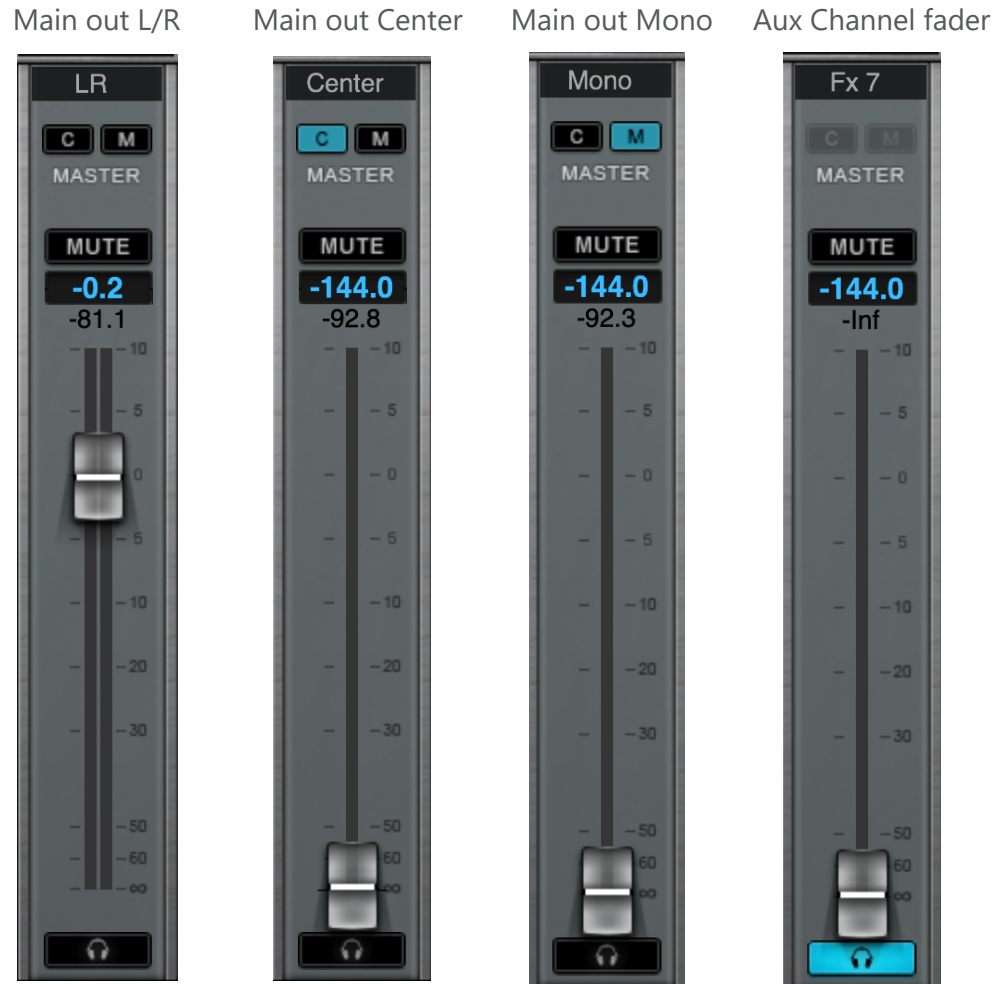 Main out L/R
Main out Center
Main out Mono
Aux Channel fader
LR
C M
MASTER
MUTE
-0.2
-81.1
10
5
0
5
10
20
30
50
60
∞
Center
C M
MASTER
MUTE
-144.0
-92.8
10
5
0
5
10
20
30
50
60
∞
Mono
C M
MASTER
MUTE
-144.0
-92.3
10
5
0
5
10
20
30
50
60
∞
Fx 7
C M
MASTER
MUTE
-144.0
-Inf
10
5
0
5
10
20
30
50
60
∞